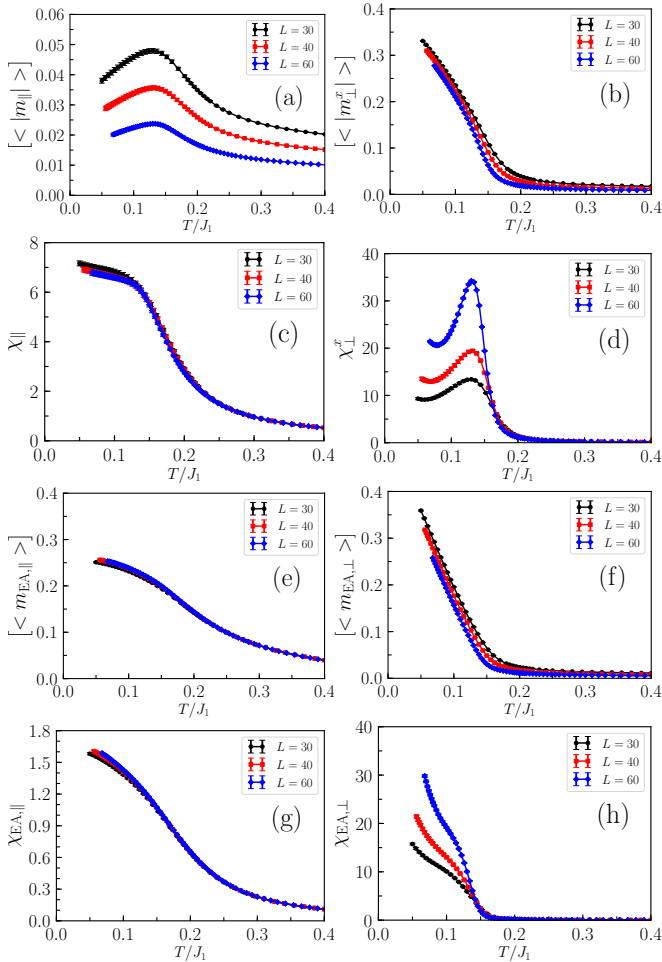 [< |m∥| >]
0.06
0.05
0.04
0.03
0.02
0.01
0.00
L = 30
L = 40
L = 60
(a)
0.0 0.1 0.2 0.3 0.4
T/J₁
[< |m⊥ˣ| >]
0.4
0.3
0.2
0.1
0.0
L = 30
L = 40
L = 60
(b)
0.0 0.1 0.2 0.3 0.4
T/J₁
χ∥
8
6
4
2
0
L = 30
L = 40
L = 60
(c)
0.0 0.1 0.2 0.3 0.4
T/J₁
χ⊥ˣ
40
30
20
10
0
L = 30
L = 40
L = 60
(d)
0.0 0.1 0.2 0.3 0.4
T/J₁
[< m_EA,∥ >]
0.4
0.3
0.2
0.1
0.0
L = 30
L = 40
L = 60
(e)
0.0 0.1 0.2 0.3 0.4
T/J₁
[< m_EA,⊥ >]
0.4
0.3
0.2
0.1
0.0
L = 30
L = 40
L = 60
(f)
0.0 0.1 0.2 0.3 0.4
T/J₁
χ_EA,∥
1.8
1.5
1.2
0.9
0.6
0.3
0.0
L = 30
L = 40
L = 60
(g)
0.0 0.1 0.2 0.3 0.4
T/J₁
χ_EA,⊥
40
30
20
10
0
L = 30
L = 40
L = 60
(h)
0.0 0.1 0.2 0.3 0.4
T/J₁